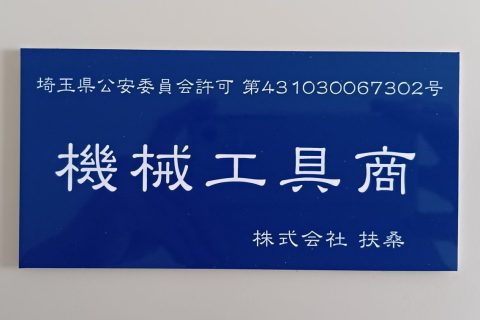 埼玉県公安委員会許可 第431030067302号
機械工具商
株式会社 扶桑